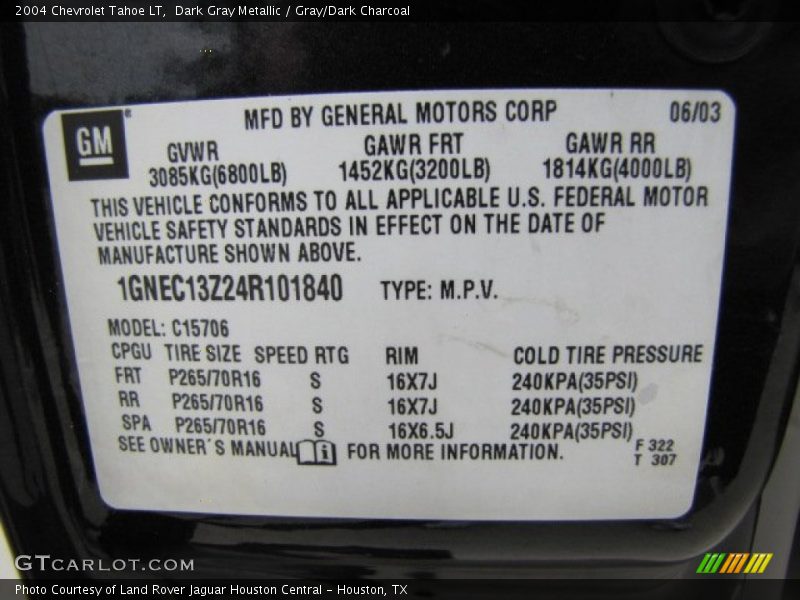 2004 Chevrolet Tahoe LT, Dark Gray Metallic / Gray/Dark Charcoal
GM®
MFD BY GENERAL MOTORS CORP 06/03
GVWR GAWR FRT GAWR RR
3085KG(6800LB) 1452KG(3200LB) 1814KG(4000LB)
THIS VEHICLE CONFORMS TO ALL APPLICABLE U.S. FEDERAL MOTOR
VEHICLE SAFETY STANDARDS IN EFFECT ON THE DATE OF
MANUFACTURE SHOWN ABOVE.
1GNEC13Z24R101840 TYPE: M.P.V.
MODEL: C15706
CPGU TIRE SIZE SPEED RTG RIM COLD TIRE PRESSURE
FRT P265/70R16 S 16X7J 240KPA(35PSI)
RR P265/70R16 S 16X7J 240KPA(35PSI)
SPA P265/70R16 S 16X6.5J 240KPA(35PSI)
SEE OWNER'S MANUAL i FOR MORE INFORMATION.
F 322
T 307
GTCARLOT.COM
Photo Courtesy of Land Rover Jaguar Houston Central - Houston, TX